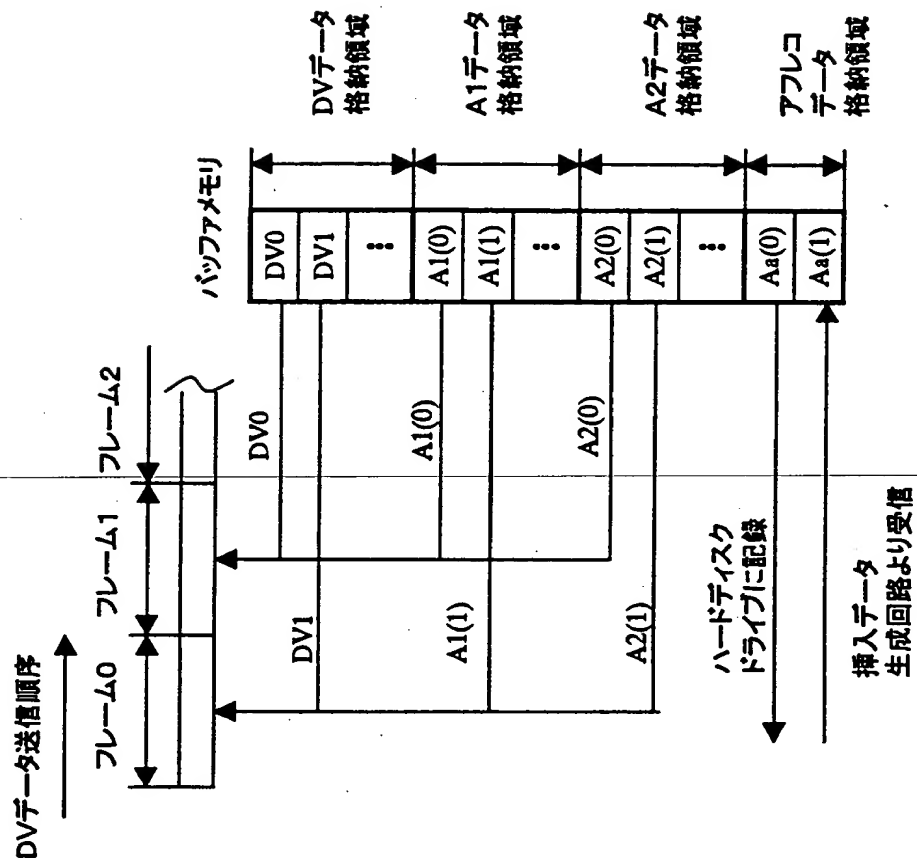 DVデータ送信順序
フレーム0
フレーム1
フレーム2
バッファメモリ
DV0
DV1
⋮
A1(0)
A1(1)
⋮
A2(0)
A2(1)
⋮
Aa(0)
Aa(1)
DVデータ
格納領域
A1データ
格納領域
A2データ
格納領域
アフレコ
データ
格納領域
DV0
A1(0)
A2(0)
DV1
A1(1)
A2(1)
ハードディスク
ドライブに記録
挿入データ
生成回路より受信